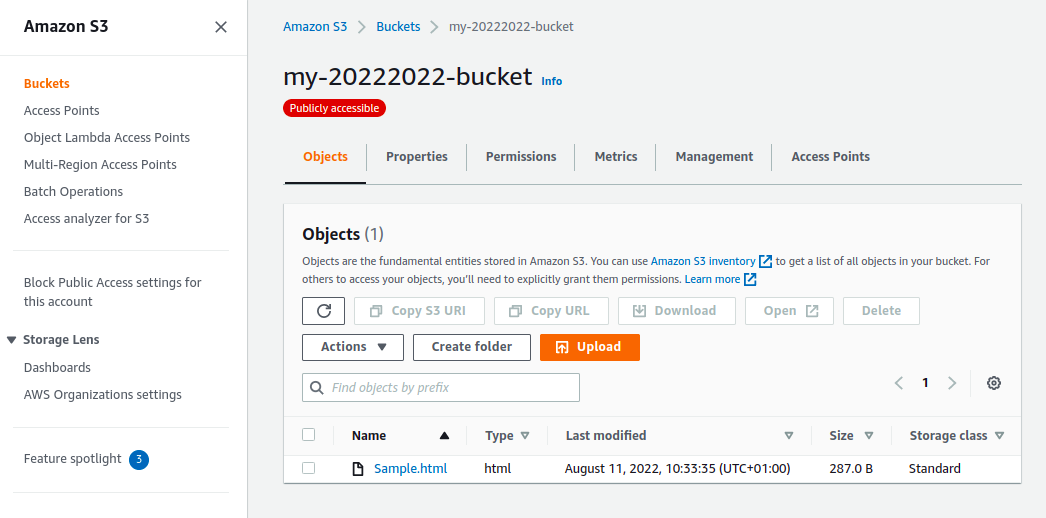 Amazon S3
Buckets
Access Points
Object Lambda Access Points
Multi-Region Access Points
Batch Operations
Access analyzer for S3
Block Public Access settings for
this account
Storage Lens
Dashboards
AWS Organizations settings
Feature spotlight 3
Amazon S3 Buckets my-20222022-bucket
my-20222022-bucket Info
Publicly accessible
Objects Properties Permissions Metrics Management Access Points
Objects (1)
Objects are the fundamental entities stored in Amazon S3. You can use Amazon S3 inventory to get a list of all objects in your bucket. For
others to access your objects, you'll need to explicitly grant them permissions. Learn more
Copy S3 URI Copy URL Download Open Delete
Actions Create folder Upload
Find objects by prefix 1
Name Type Last modified Size Storage class
Sample.html html August 11, 2022, 10:33:35 (UTC+01:00) 287.0 B Standard